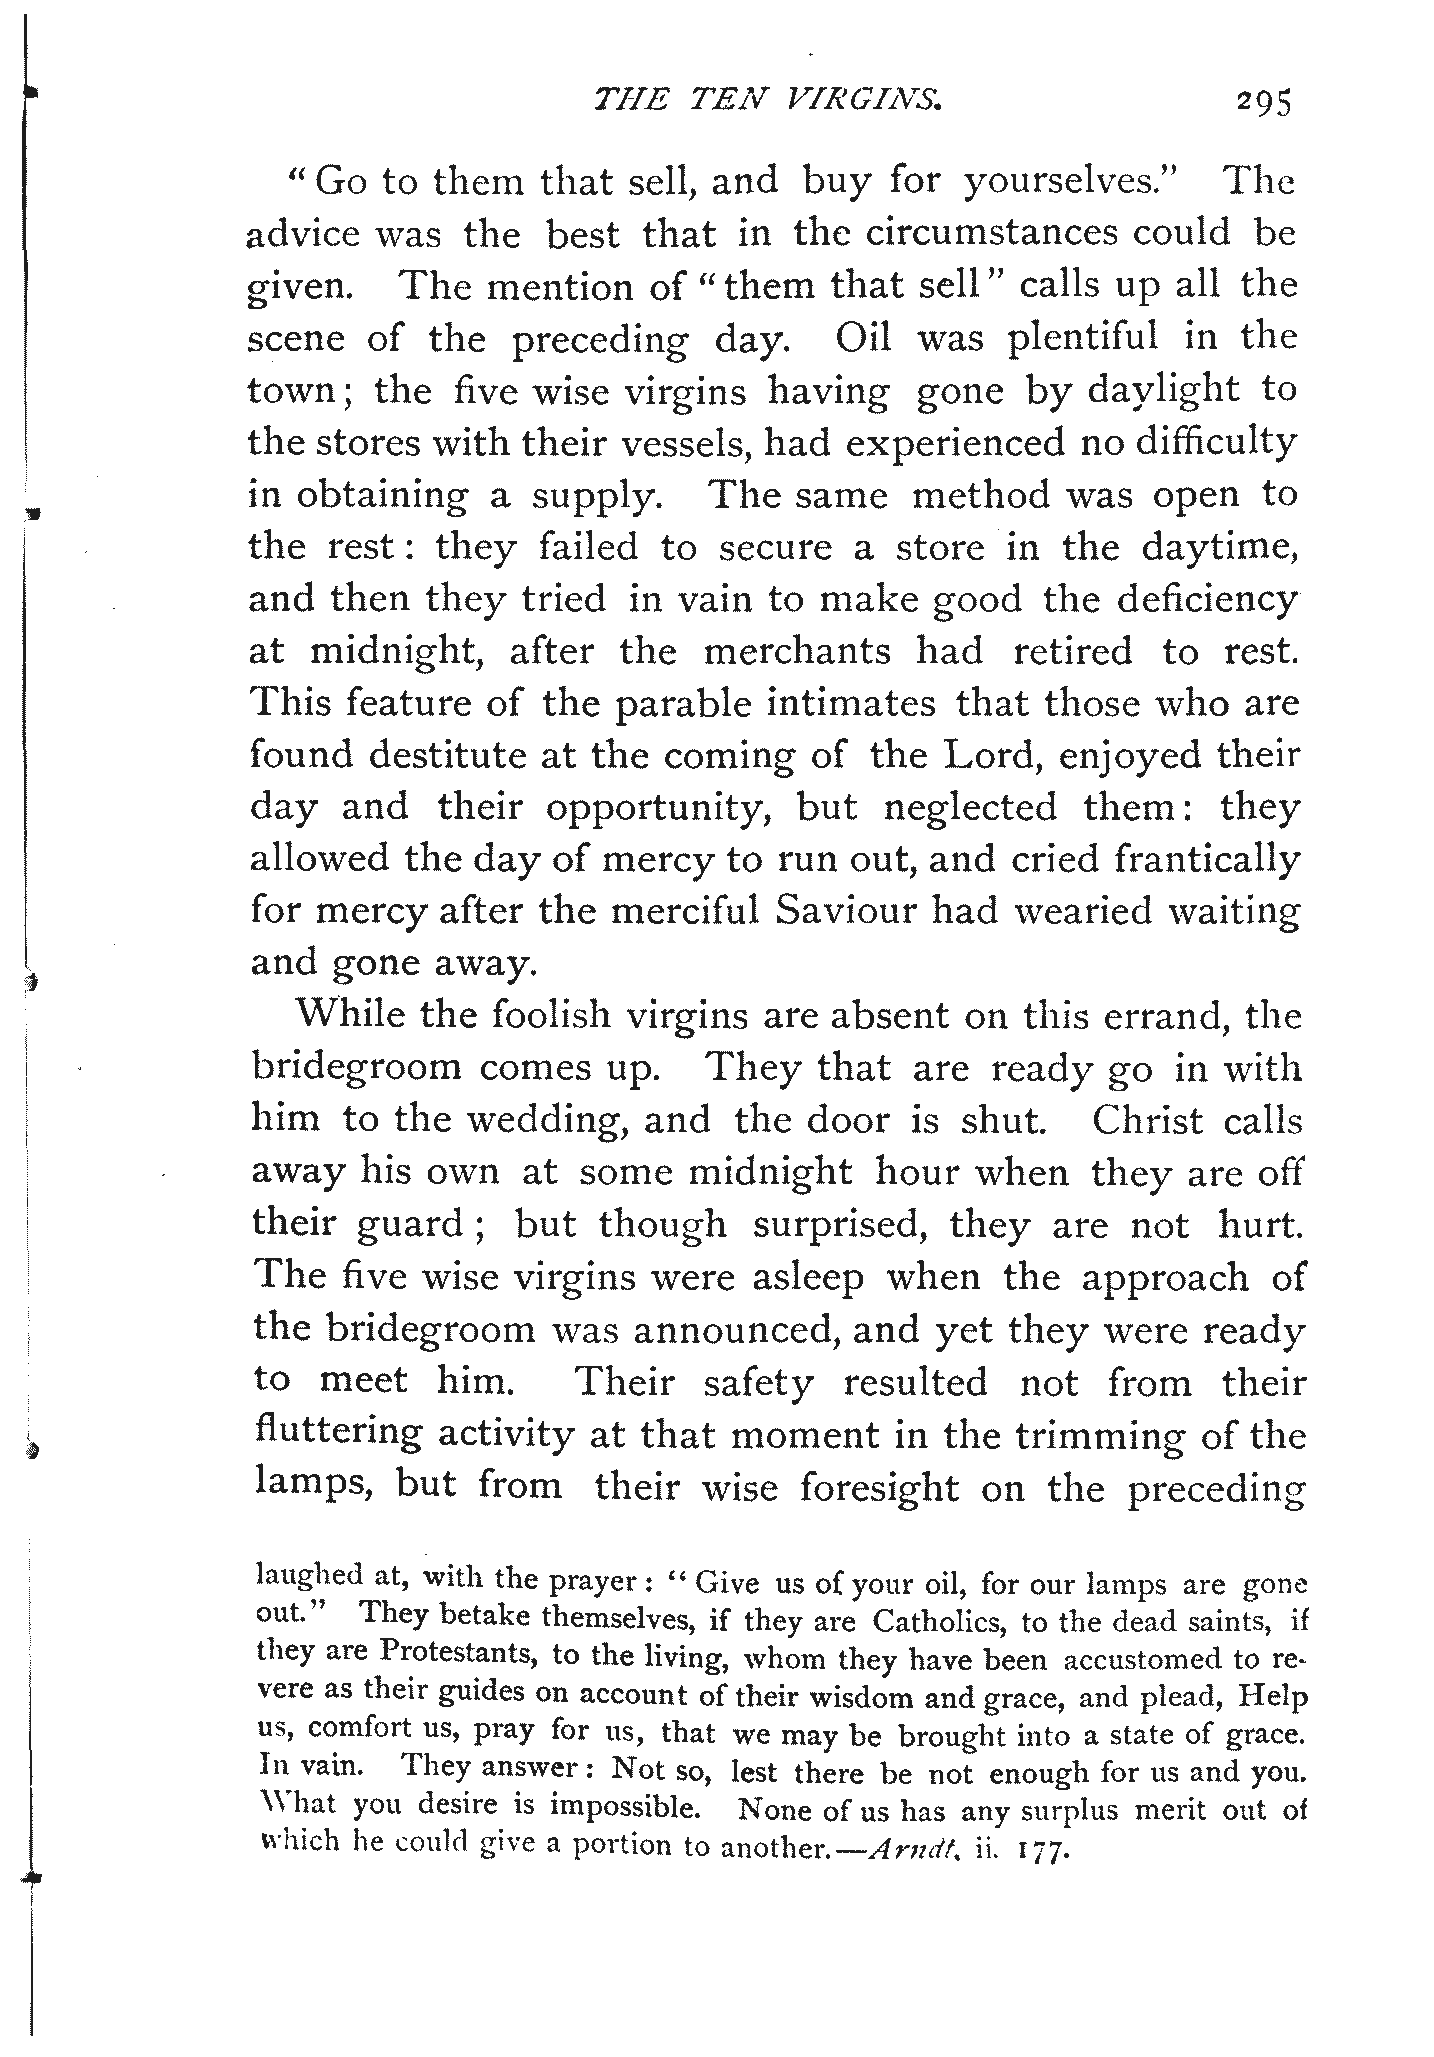 THE TEN VIRGINS. 295
"Go to them that sell, and buy for yourselves." The
advice was the best that in the circumstances could be
given. The mention of "them that sell" calls up all the
scene of the preceding day. Oil was plentiful in the
town; the five wise virgins having gone by daylight to
the stores with their vessels, had experienced no difficulty
in obtaining a supply. The same method was open to
the rest: they failed to secure a store in the daytime,
and then they tried in vain to make good the deficiency
at midnight, after the merchants had retired to rest.
This feature of the parable intimates that those who are
found destitute at the coming of the Lord, enjoyed their
day and their opportunity, but neglected them: they
allowed the day of mercy to run out, and cried frantically
for mercy after the merciful Saviour had wearied waiting
and gone away.
While the foolish virgins are absent on this errand, the
bridegroom comes up. They that are ready go in with
him to the wedding, and the door is shut. Christ calls
away his own at some midnight hour when they are off
their guard; but though surprised, they are not hurt.
The five wise virgins were asleep when the approach of
the bridegroom was announced, and yet they were ready
to meet him. Their safety resulted not from their
fluttering activity at that moment in the trimming of the
lamps, but from their wise foresight on the preceding
laughed at, with the prayer: "Give us of your oil, for our lamps are gone
out." They betake themselves, if they are Catholics, to the dead saints, if
they are Protestants, to the living, whom they have been accustomed to re-
vere as their guides on account of their wisdom and grace, and plead, Help
us, comfort us, pray for us, that we may be brought into a state of grace.
In vain. They answer: Not so, lest there be not enough for us and you.
What you desire is impossible. None of us has any surplus merit out of
which he could give a portion to another.—Arndt, ii. 177.